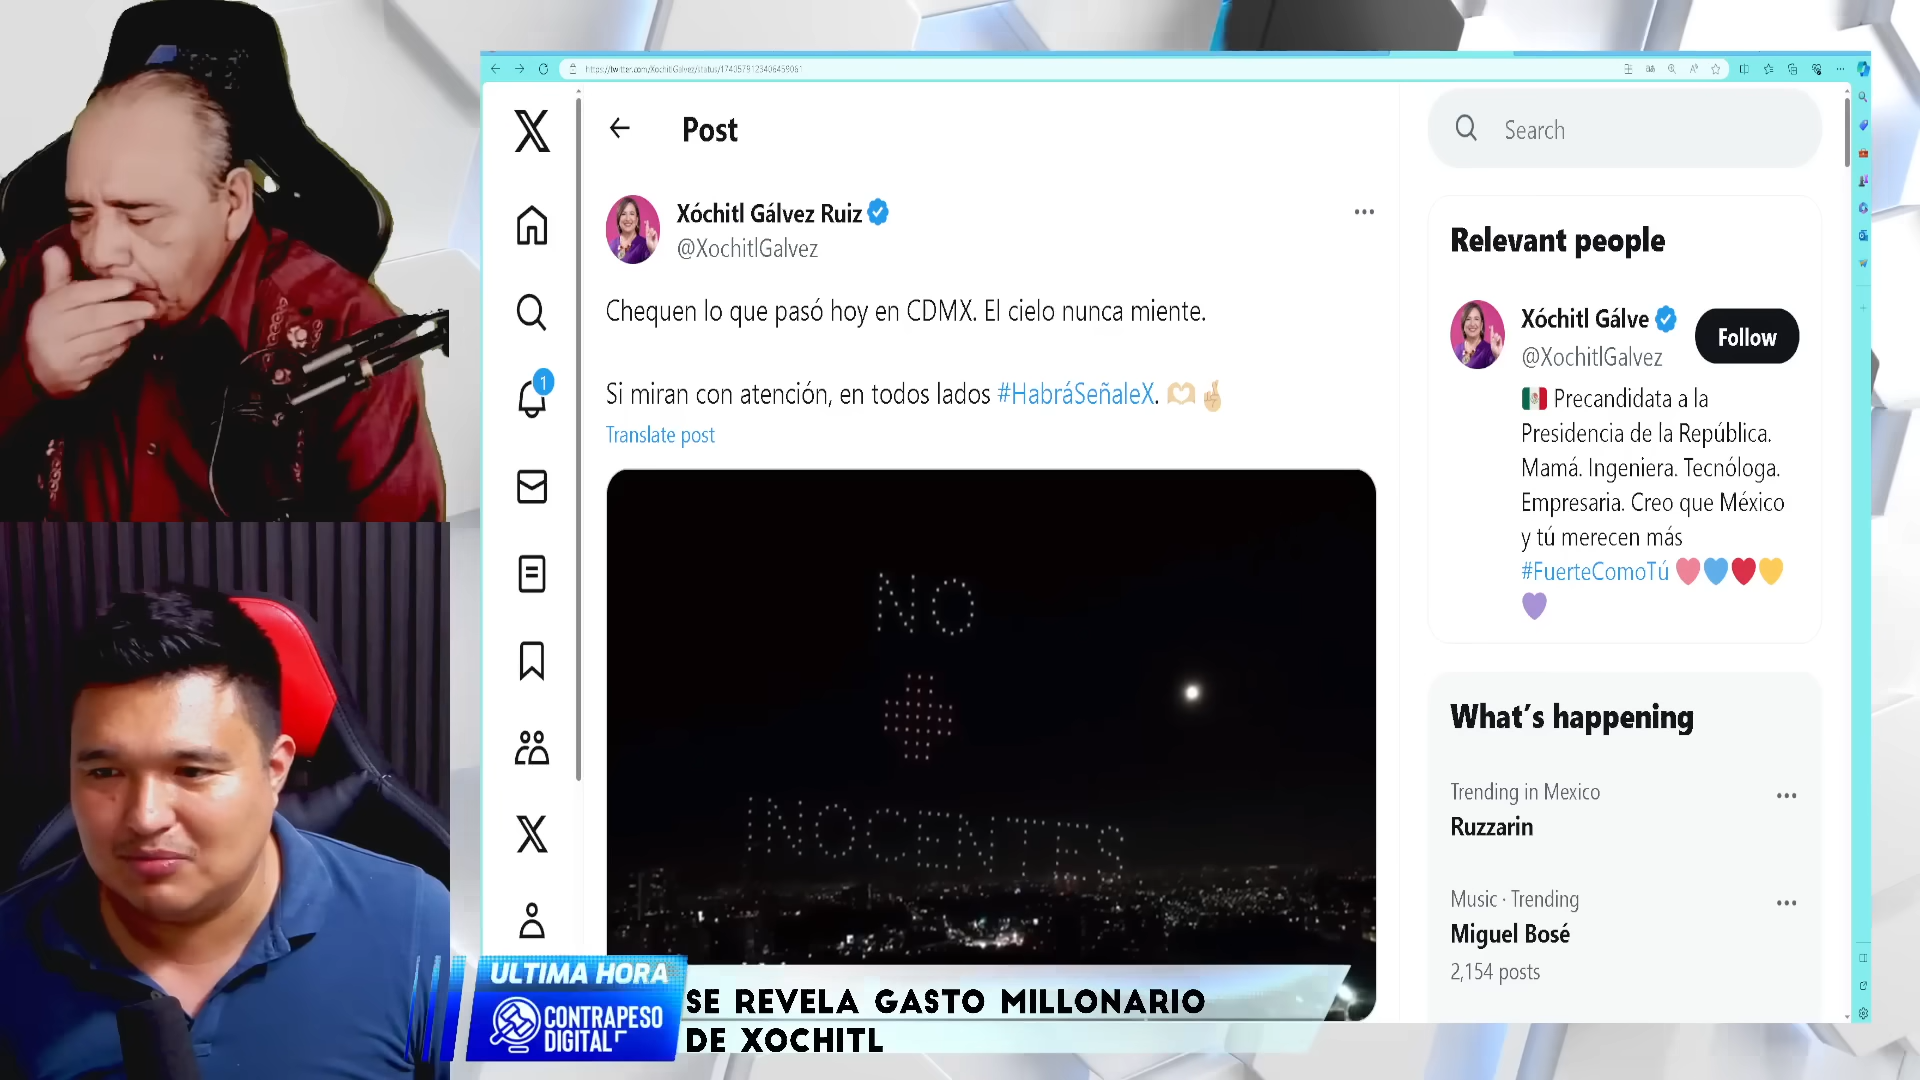 https://twitter.com/XochitlGalvez/status/1740579123406459061
Post
Xóchitl Gálvez Ruiz
@XochitlGalvez
Chequen lo que pasó hoy en CDMX. El cielo nunca miente.
Si miran con atención, en todos lados #HabráSeñaleX. 🫶🏼🤞🏼
Translate post
NO
+
INOCENTES
1
Search
Relevant people
Xóchitl Gálve
@XochitlGalvez
Follow
🇲🇽 Precandidata a la
Presidencia de la República.
Mamá. Ingeniera. Tecnóloga.
Empresaria. Creo que México
y tú merecen más
#FuerteComoTú 🩷💙❤️💛
💜
What's happening
Trending in Mexico
Ruzzarin
Music · Trending
Miguel Bosé
2,154 posts
ULTIMA HORA
CONTRAPESO
DIGITAL
SE REVELA GASTO MILLONARIO
DE XOCHITL